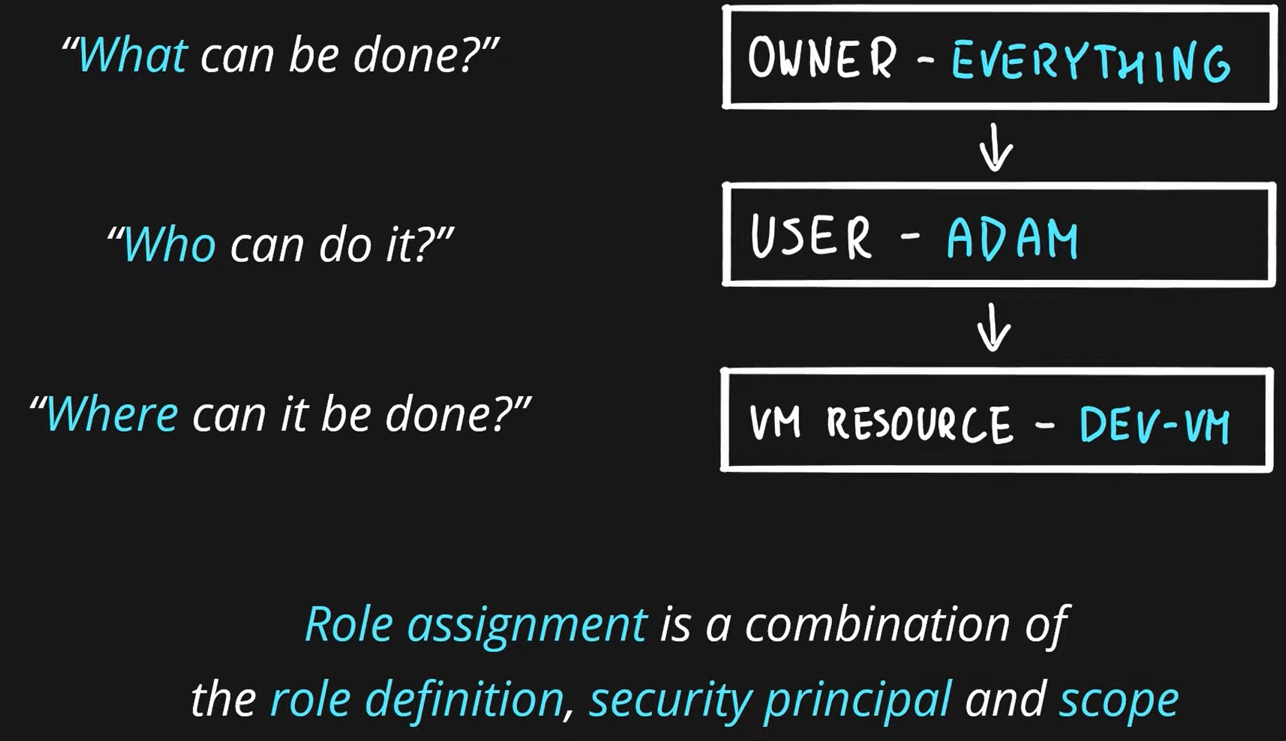 “What can be done?”
OWNER - EVERYTHING
“Who can do it?”
USER - ADAM
“Where can it be done?”
VM RESOURCE - DEV-VM
Role assignment is a combination of
the role definition, security principal and scope